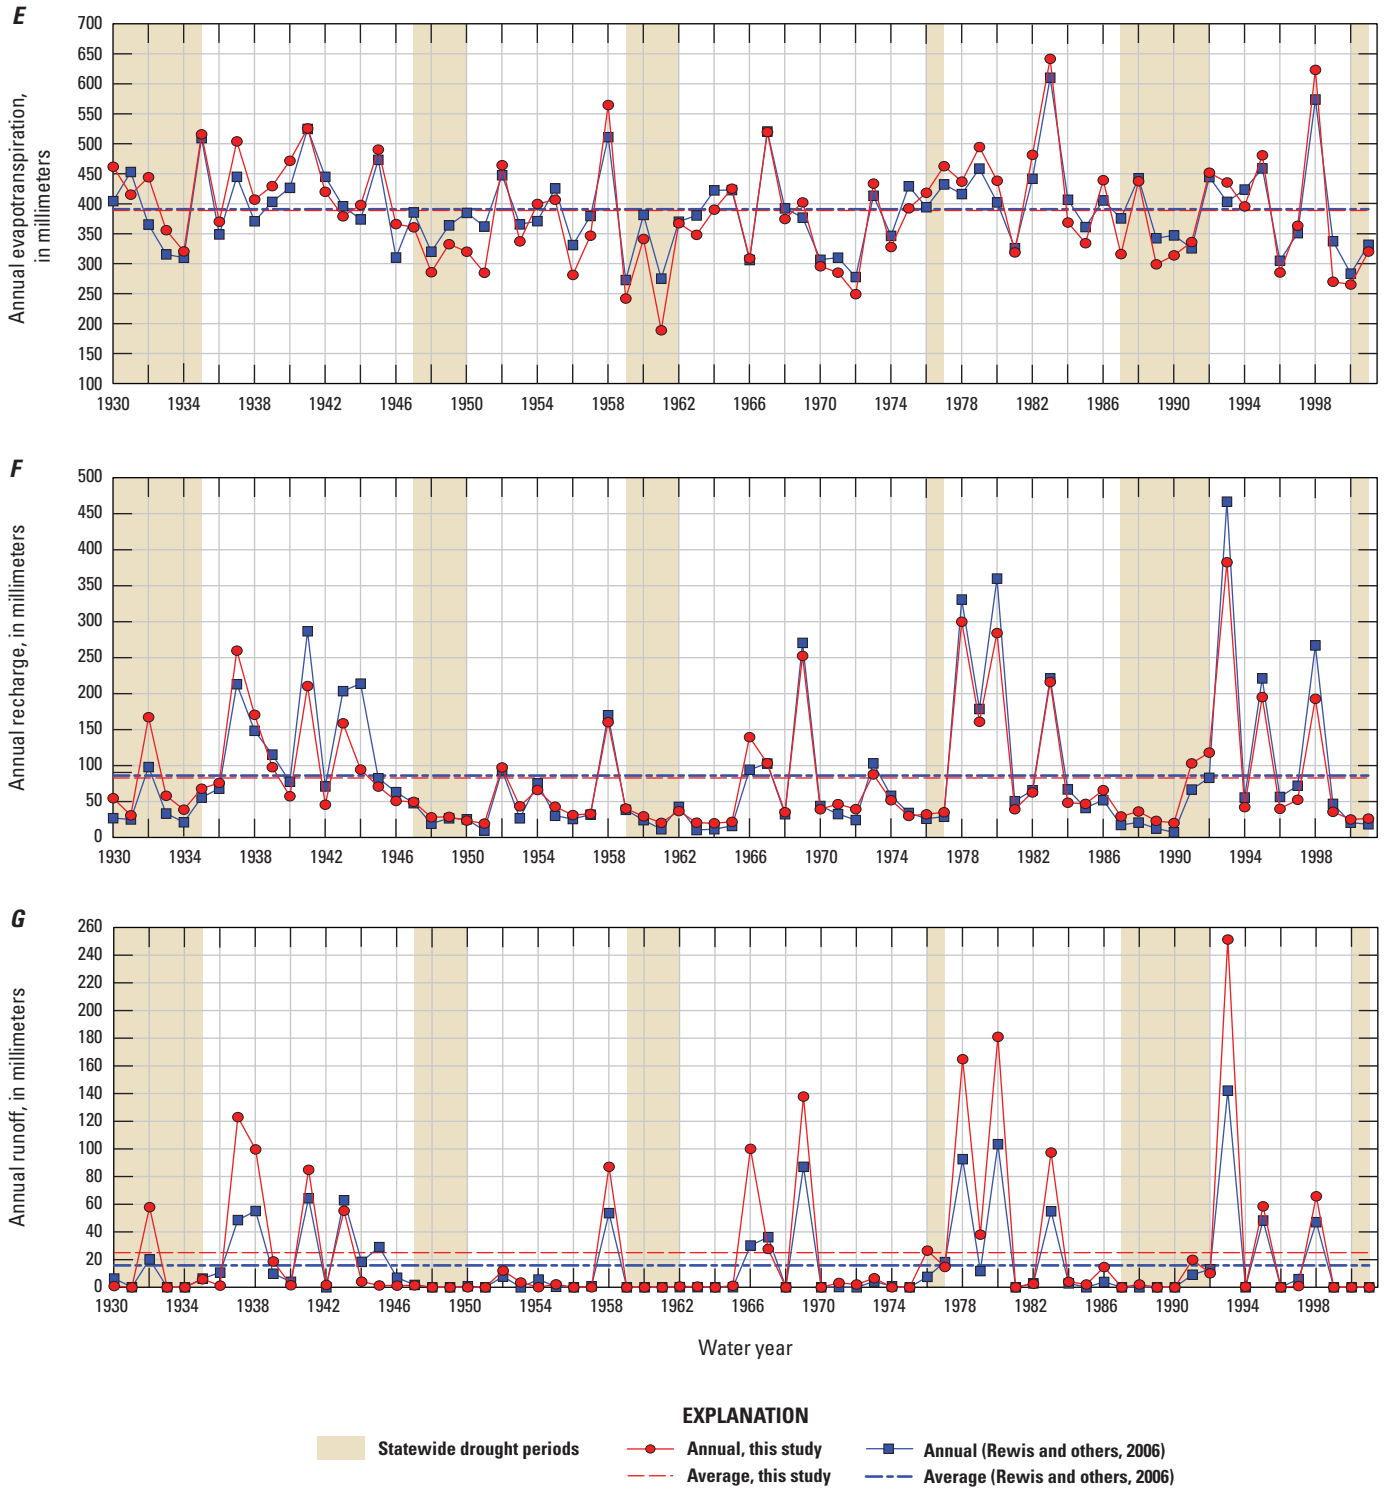 E
Annual evapotranspiration,
in millimeters
700
650
600
550
500
450
400
350
300
250
200
150
100
1930 1934 1938 1942 1946 1950 1954 1958 1962 1966 1970 1974 1978 1982 1986 1990 1994 1998
F
Annual recharge, in millimeters
500
450
400
350
300
250
200
150
100
50
0
1930 1934 1938 1942 1946 1950 1954 1958 1962 1966 1970 1974 1978 1982 1986 1990 1994 1998
G
Annual runoff, in millimeters
260
240
220
200
180
160
140
120
100
80
60
40
20
0
1930 1934 1938 1942 1946 1950 1954 1958 1962 1966 1970 1974 1978 1982 1986 1990 1994 1998
Water year
EXPLANATION
Statewide drought periods
Annual, this study
Annual (Rewis and others, 2006)
Average, this study
Average (Rewis and others, 2006)